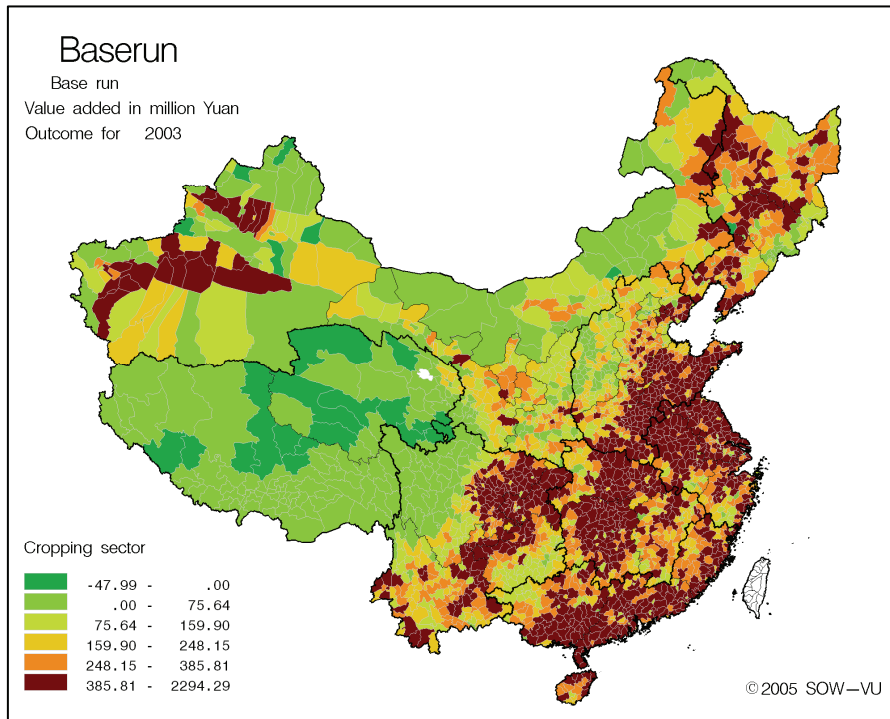 Baserun
Base run
Value added in million Yuan
Outcome for 2003
Cropping sector
-47.99 - .00
.00 - 75.64
75.64 - 159.90
159.90 - 248.15
248.15 - 385.81
385.81 - 2294.29
©2005 SOW-VU